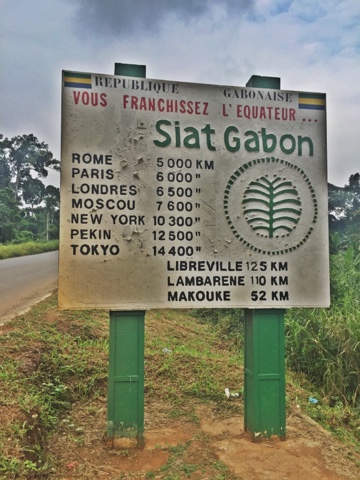 REPUBLIQUE GABONAISE
VOUS FRANCHISSEZ L'EQUATEUR...
Siat Gabon
ROME 5 000 KM
PARIS 6 000 "
LONDRES 6 500 "
MOSCOU 7 600 "
NEW YORK 10 300 "
PEKIN 12 500 "
TOKYO 14 400 "
LIBREVILLE 125 KM
LAMBARENE 110 KM
MAKOUKE 52 KM